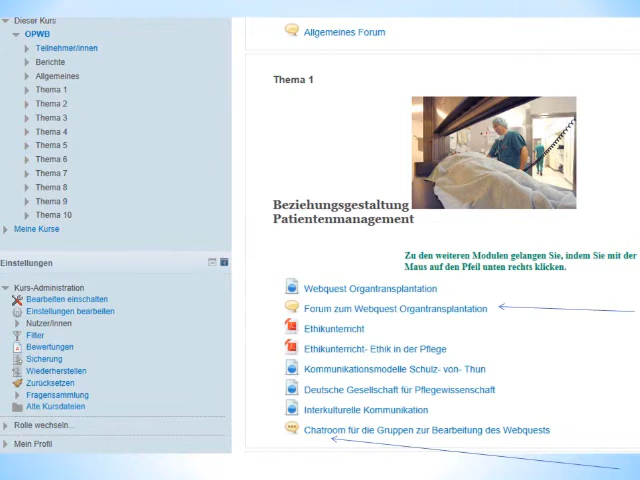 Dieser Kurs
OPWB
Teilnehmer/innen
Berichte
Allgemeines
Thema 1
Thema 2
Thema 3
Thema 4
Thema 5
Thema 6
Thema 7
Thema 8
Thema 9
Thema 10
Meine Kurse
Einstellungen
Kurs-Administration
Bearbeiten einschalten
Einstellungen bearbeiten
Nutzer/innen
Filter
Bewertungen
Sicherung
Wiederherstellen
Zurücksetzen
Fragensammlung
Alte Kursdateien
Rolle wechseln...
Mein Profil
Allgemeines Forum
Thema 1
Beziehungsgestaltung
Patientenmanagement
Zu den weiteren Modulen gelangen Sie, indem Sie mit der
Maus auf den Pfeil unten rechts klicken.
Webquest Organtransplantation
Forum zum Webquest Organtransplantation
Ethikunterricht
Ethikunterricht- Ethik in der Pflege
Kommunikationsmodelle Schulz- von- Thun
Deutsche Gesellschaft für Pflegewissenschaft
Interkulturelle Kommunikation
Chatroom für die Gruppen zur Bearbeitung des Webquests